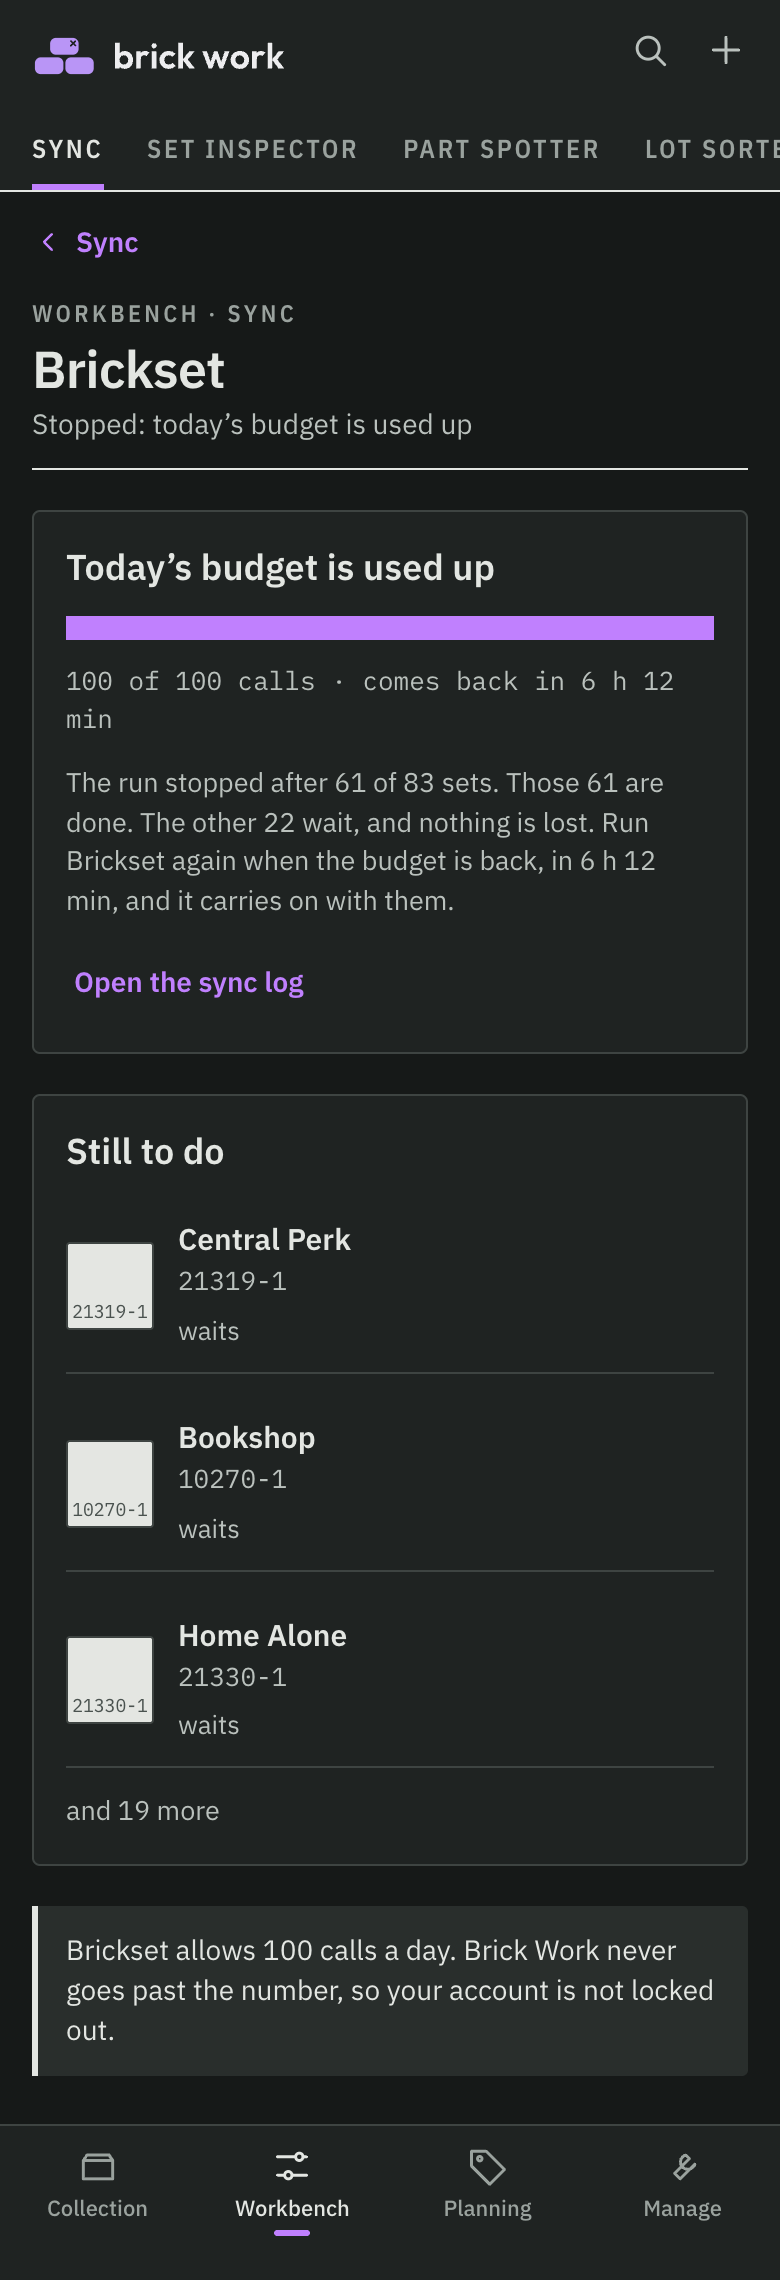 brick work
SYNC SET INSPECTOR PART SPOTTER LOT SORTE
Sync
WORKBENCH · SYNC
Brickset
Stopped: today’s budget is used up
Today’s budget is used up
100 of 100 calls · comes back in 6 h 12
min
The run stopped after 61 of 83 sets. Those 61 are
done. The other 22 wait, and nothing is lost. Run
Brickset again when the budget is back, in 6 h 12
min, and it carries on with them.
Open the sync log
Still to do
Central Perk
21319-1
21319-1
waits
Bookshop
10270-1
10270-1
waits
Home Alone
21330-1
21330-1
waits
and 19 more
Brickset allows 100 calls a day. Brick Work never
goes past the number, so your account is not locked
out.
Collection Workbench Planning Manage